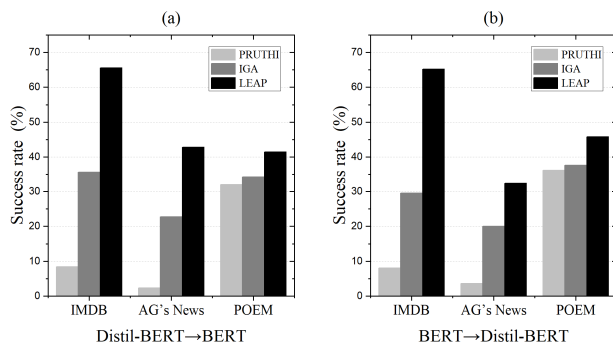 (a)
Success rate (%)
70
60
50
40
30
20
10
0
PRUTHI
IGA
LEAP
IMDB AG's News POEM
Distil-BERT→BERT
(b)
Success rate (%)
70
60
50
40
30
20
10
0
PRUTHI
IGA
LEAP
IMDB AG's News POEM
BERT→Distil-BERT